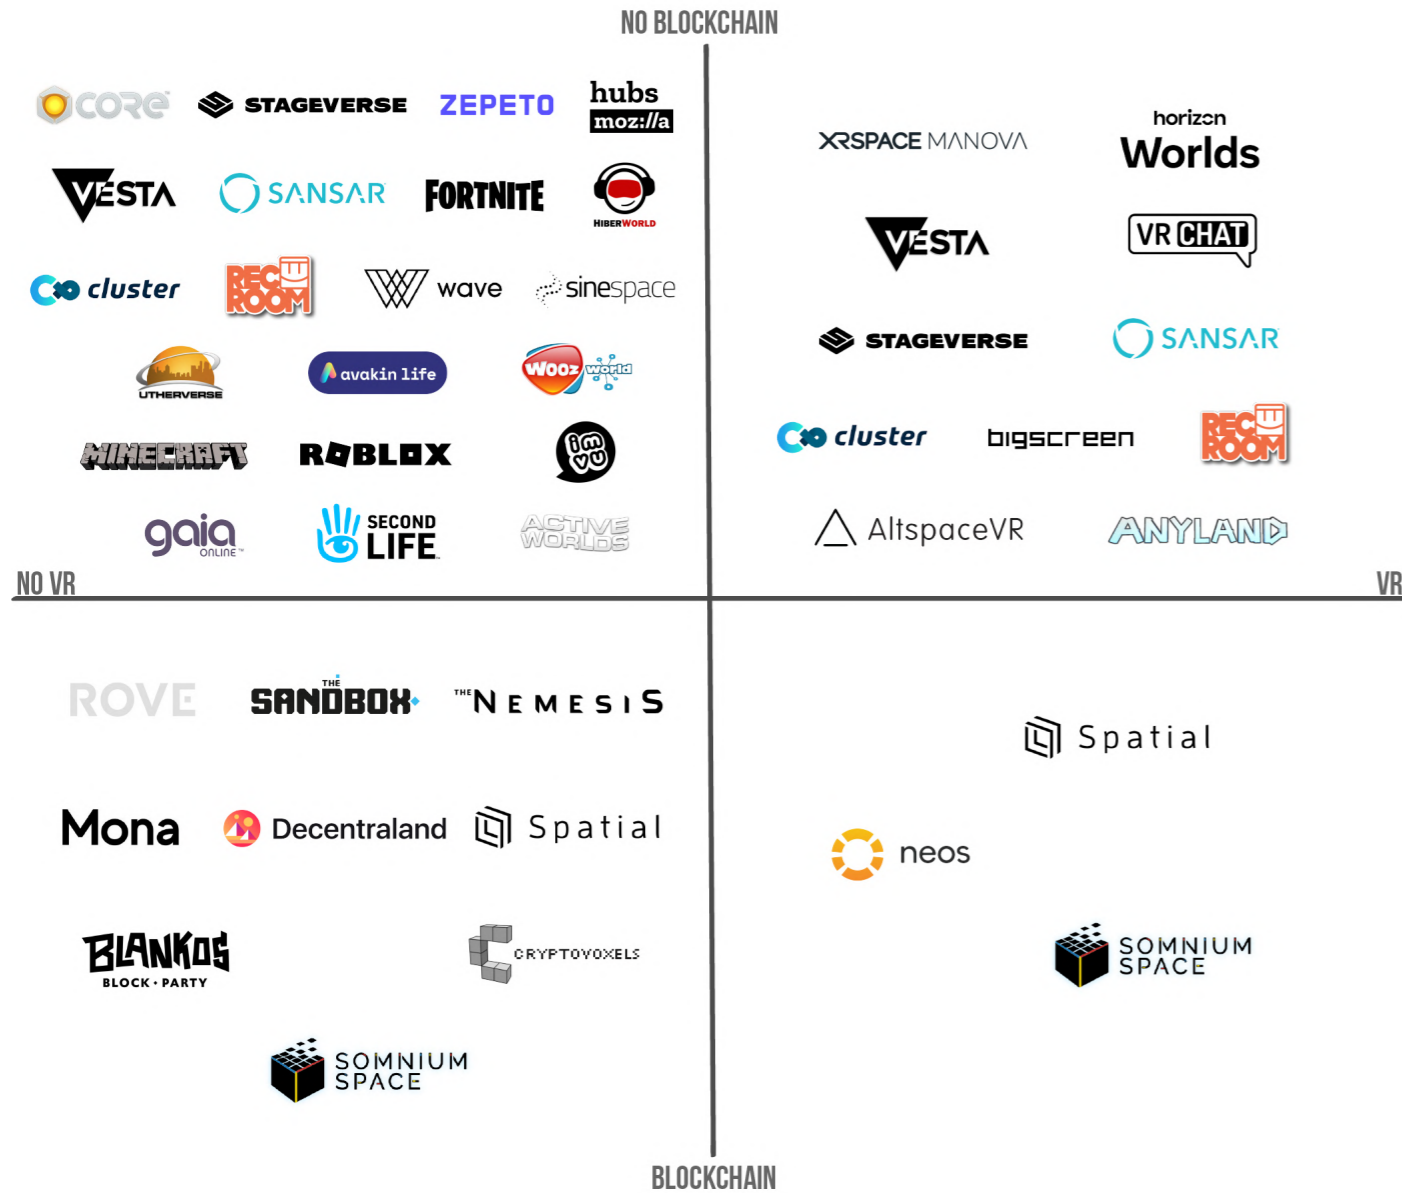 NO BLOCKCHAIN
CORE™
STAGEVERSE
ZEPETO
hubs
moz://a
VESTA
SANSAR
FORTNITE
HIBERWORLD
cluster
REC
ROOM
wave
sinespace
UTHERVERSE
avakin life
WOOZ world
MINECRAFT
ROBLOX
imvu
gaia
ONLINE™
SECOND
LIFE™
ACTIVE
WORLDS
XRSPACE MANOVA
horizon
Worlds
VESTA
VR CHAT
STAGEVERSE
SANSAR
cluster
bigscreen
REC
ROOM
AltspaceVR
ANYLAND
NO VR
VR
ROVE
THE
SANDBOX
THE NEMESIS
Mona
Decentraland
Spatial
BLANKOS
BLOCK • PARTY
CRYPTOVOXELS
SOMNIUM
SPACE
Spatial
neos
SOMNIUM
SPACE
BLOCKCHAIN